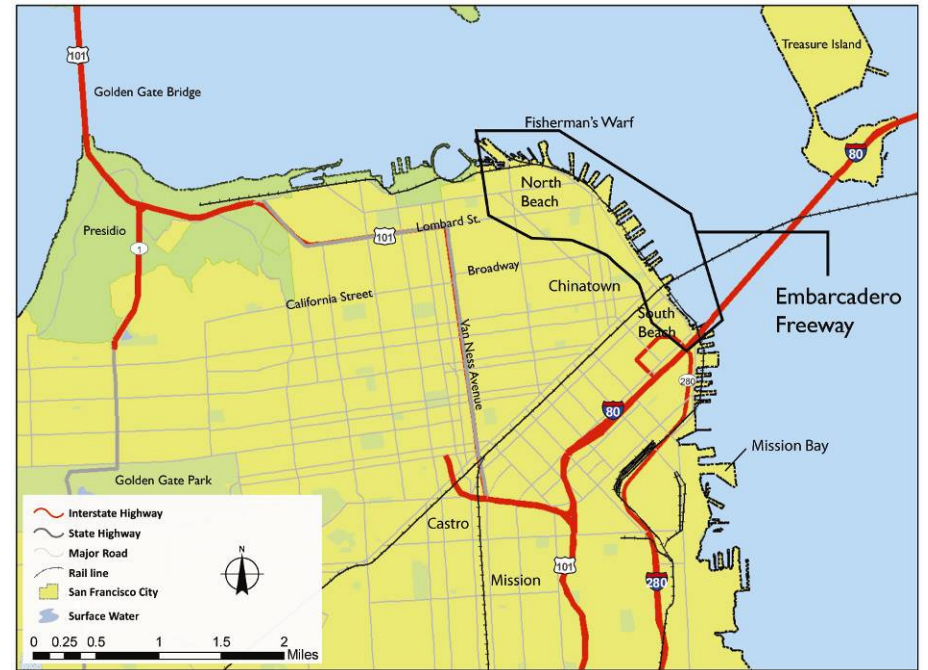 Treasure Island
101
Golden Gate Bridge
Fisherman's Warf
80
North
Beach
Presidio
1
101
Lombard St.
Broadway
California Street
Chinatown
Embarcadero
Freeway
South
Beach
Van Ness Avenue
280
80
Mission Bay
Golden Gate Park
Castro
Mission
101
280
Interstate Highway
State Highway
Major Road
Rail line
San Francisco City
Surface Water
N
0 0.25 0.5 1 1.5 2
Miles